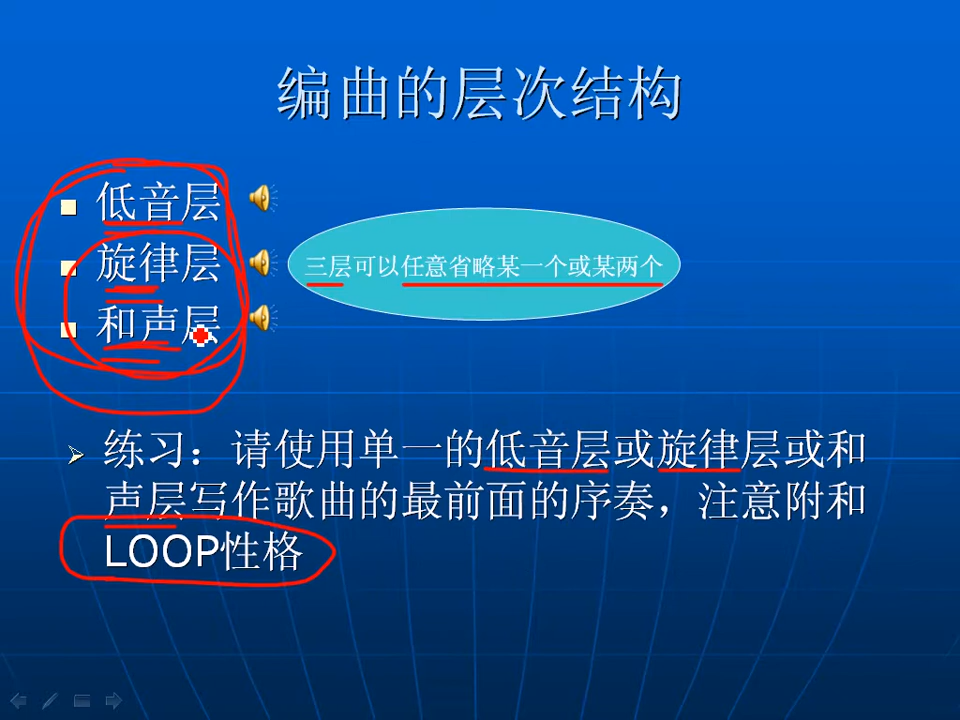 编曲的层次结构
低音层
旋律层
三层可以任意省略某一个或某两个
和声层
练习：请使用单一的低音层或旋律层或和
声层写作歌曲的最前面的序奏，注意附和
LOOP性格